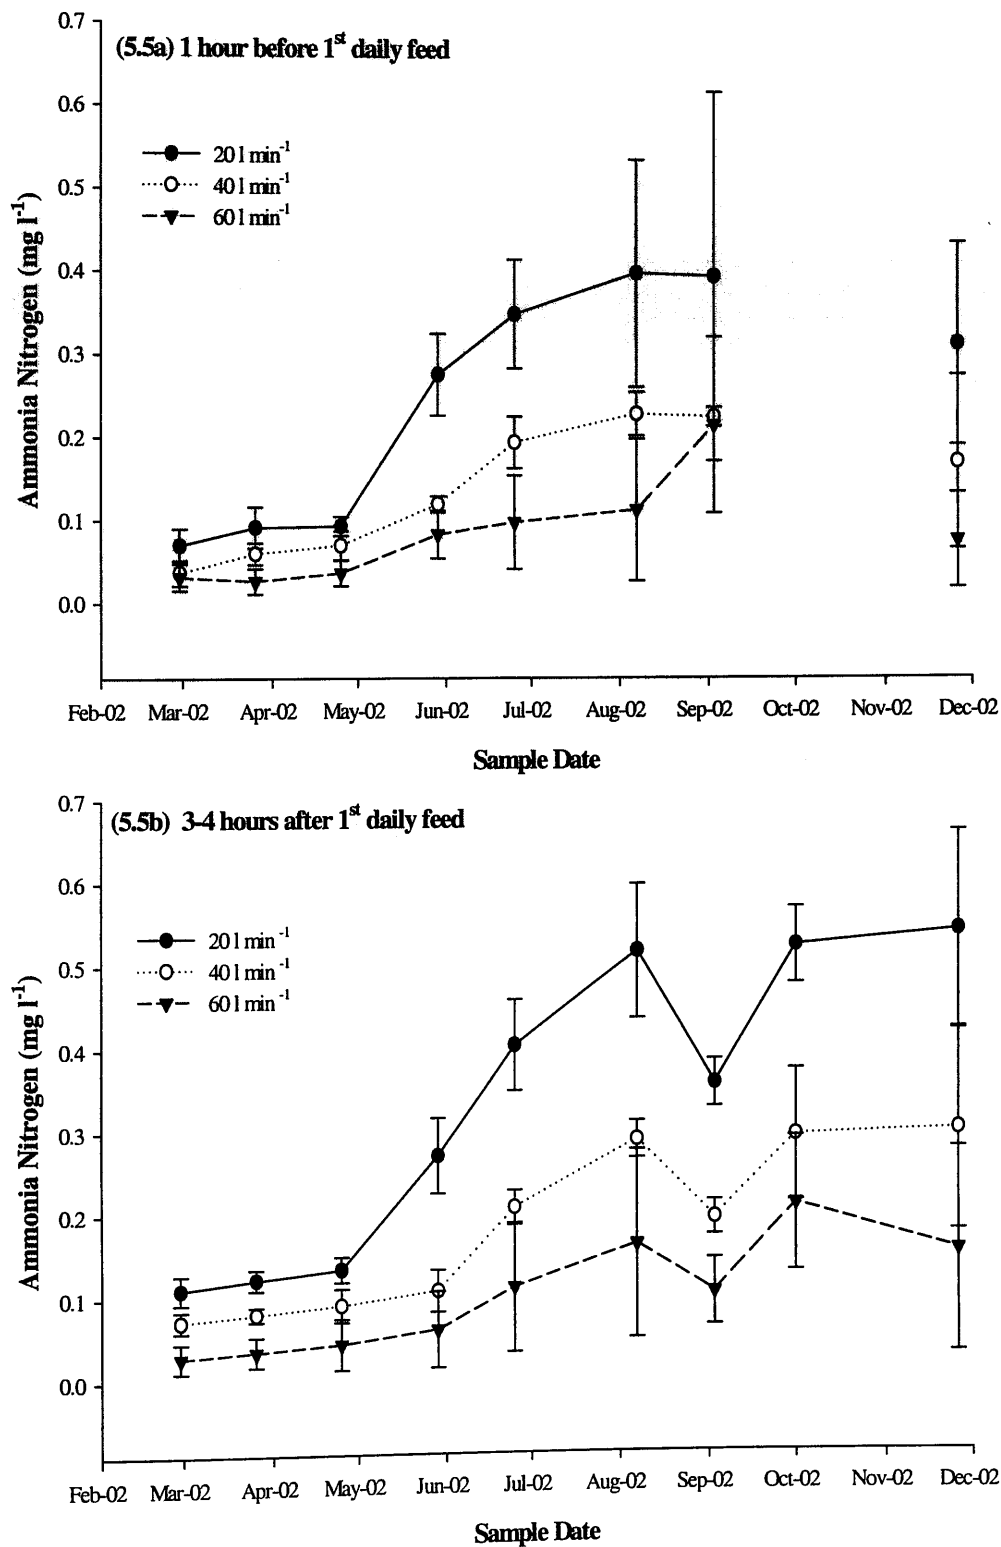 (5.5a) 1 hour before 1st daily feed
0.7
0.6
0.5
0.4
0.3
0.2
0.1
0.0
Ammonia Nitrogen (mg l-1)
20 l min-1
40 l min-1
60 l min-1
Feb-02 Mar-02 Apr-02 May-02 Jun-02 Jul-02 Aug-02 Sep-02 Oct-02 Nov-02 Dec-02
Sample Date
(5.5b) 3-4 hours after 1st daily feed
0.7
0.6
0.5
0.4
0.3
0.2
0.1
0.0
Ammonia Nitrogen (mg l-1)
20 l min-1
40 l min-1
60 l min-1
Feb-02 Mar-02 Apr-02 May-02 Jun-02 Jul-02 Aug-02 Sep-02 Oct-02 Nov-02 Dec-02
Sample Date